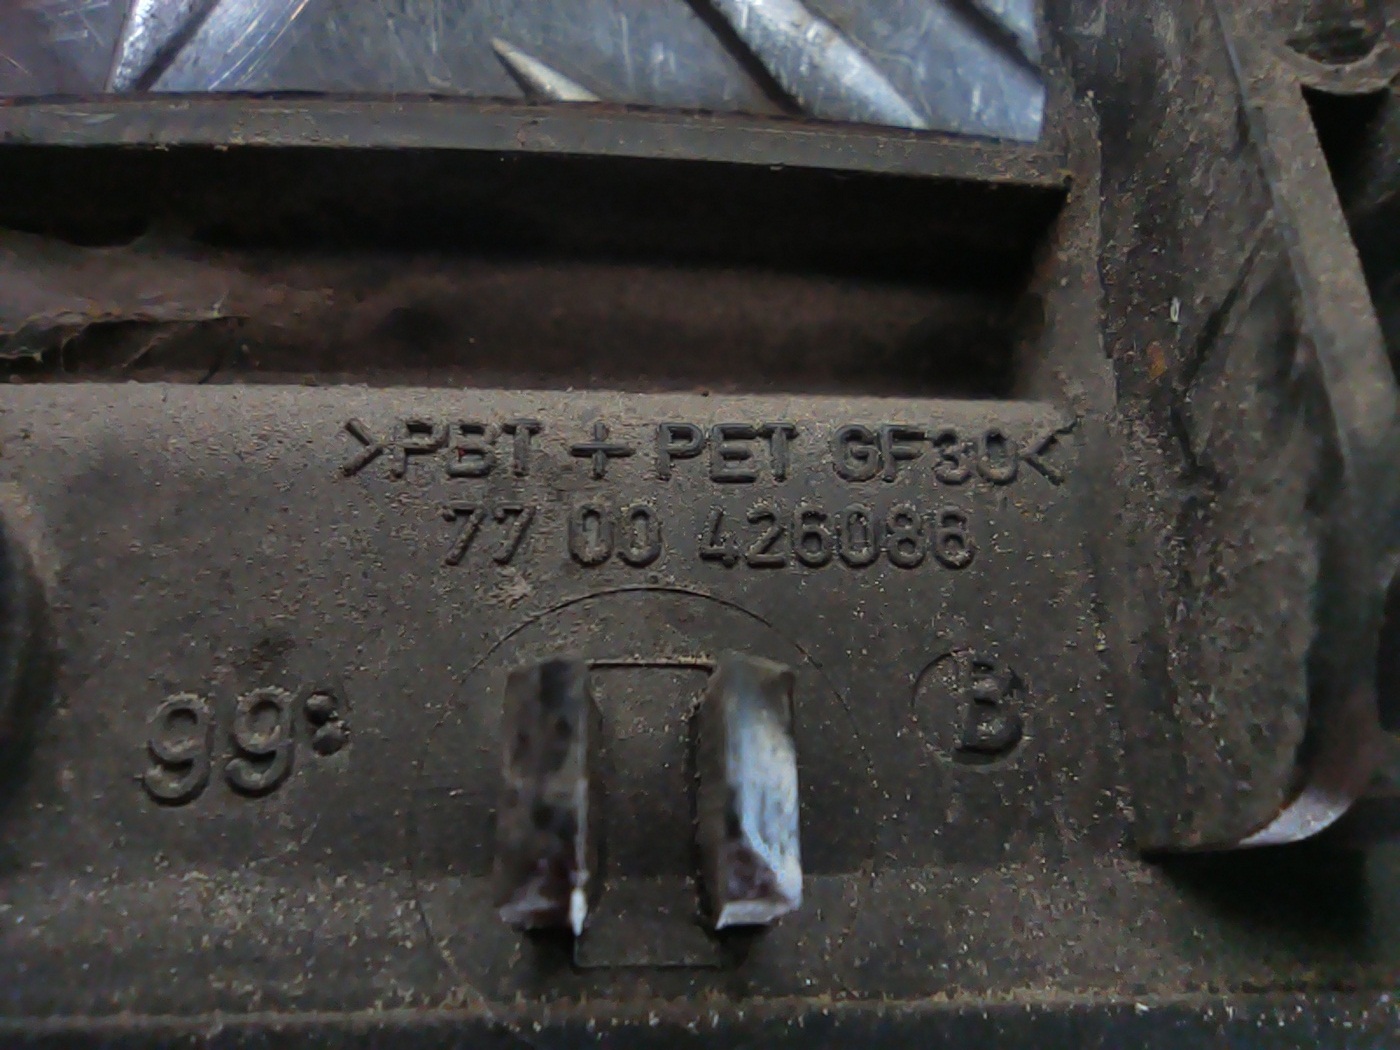 >PBT + PET GF30<
77 00 426086
99:
B